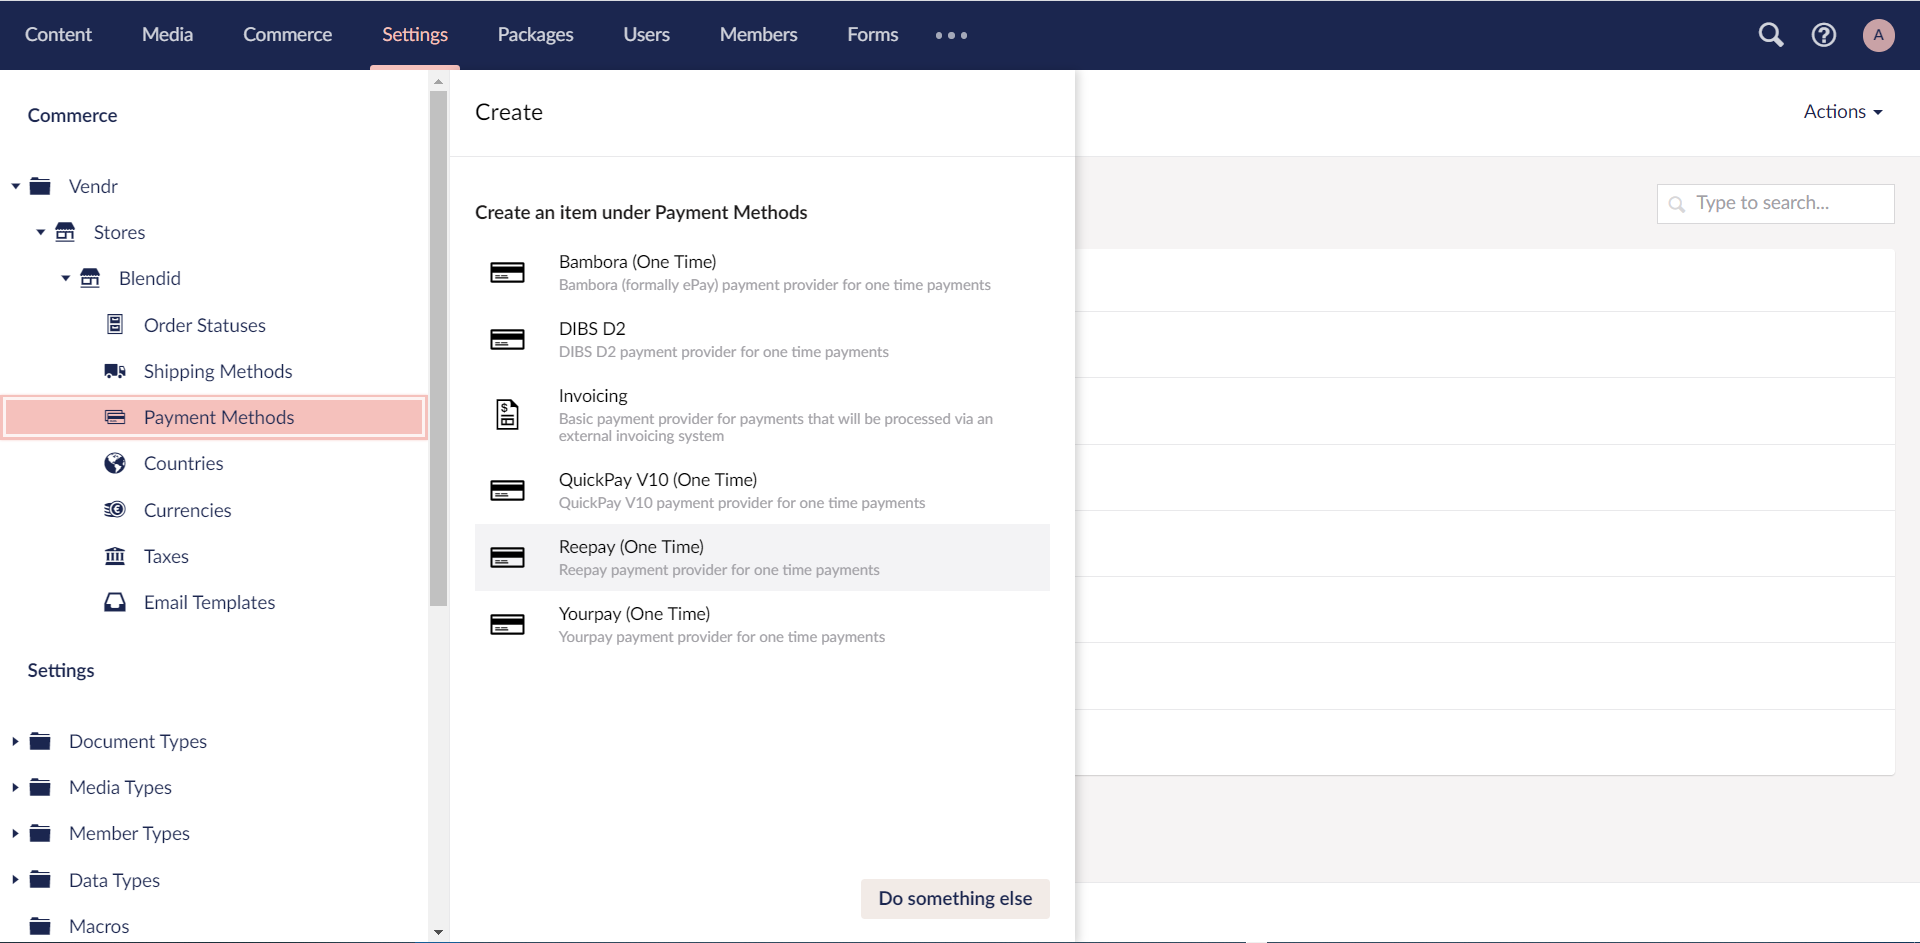 Content Media Commerce Settings Packages Users Members Forms
A
Commerce
Vendr
Stores
Blendid
Order Statuses
Shipping Methods
Payment Methods
Countries
Currencies
Taxes
Email Templates
Settings
Document Types
Media Types
Member Types
Data Types
Macros
Create
Create an item under Payment Methods
Bambora (One Time)
Bambora (formally ePay) payment provider for one time payments
DIBS D2
DIBS D2 payment provider for one time payments
Invoicing
Basic payment provider for payments that will be processed via an
external invoicing system
QuickPay V10 (One Time)
QuickPay V10 payment provider for one time payments
Reepay (One Time)
Reepay payment provider for one time payments
Yourpay (One Time)
Yourpay payment provider for one time payments
Do something else
Actions
Type to search...